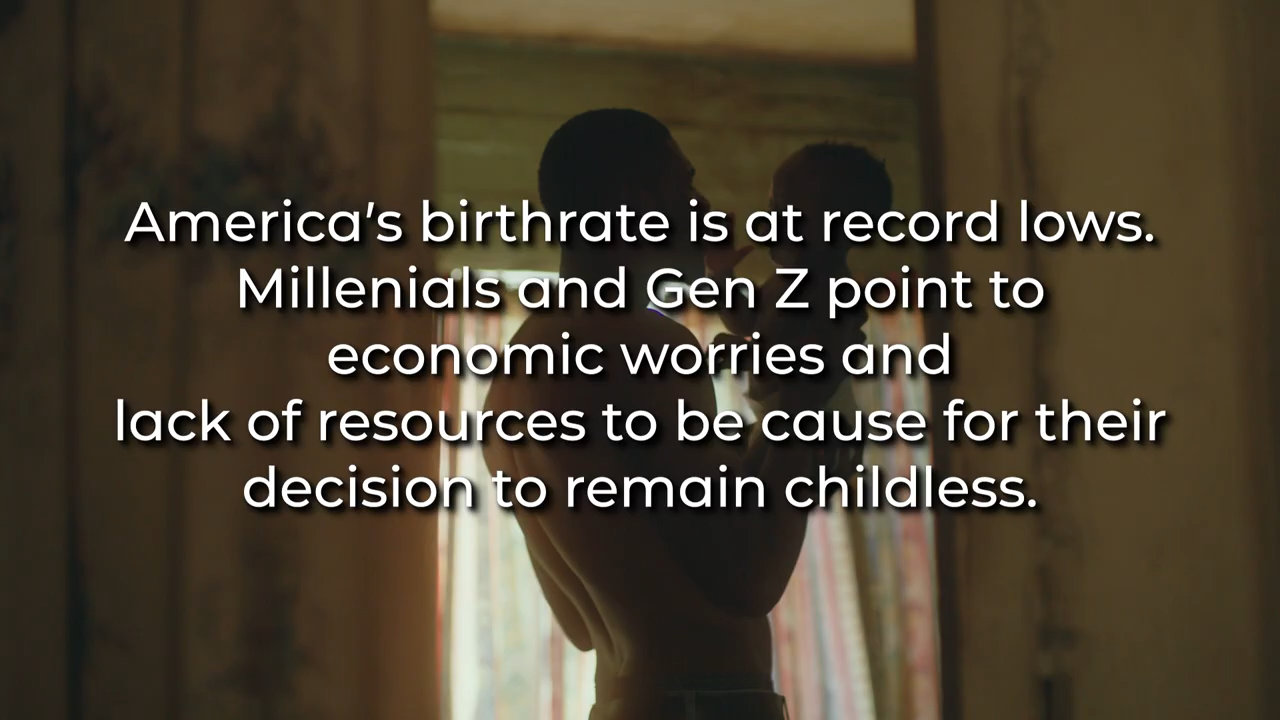 America's birthrate is at record lows.
Millenials and Gen Z point to
economic worries and
lack of resources to be cause for their
decision to remain childless.